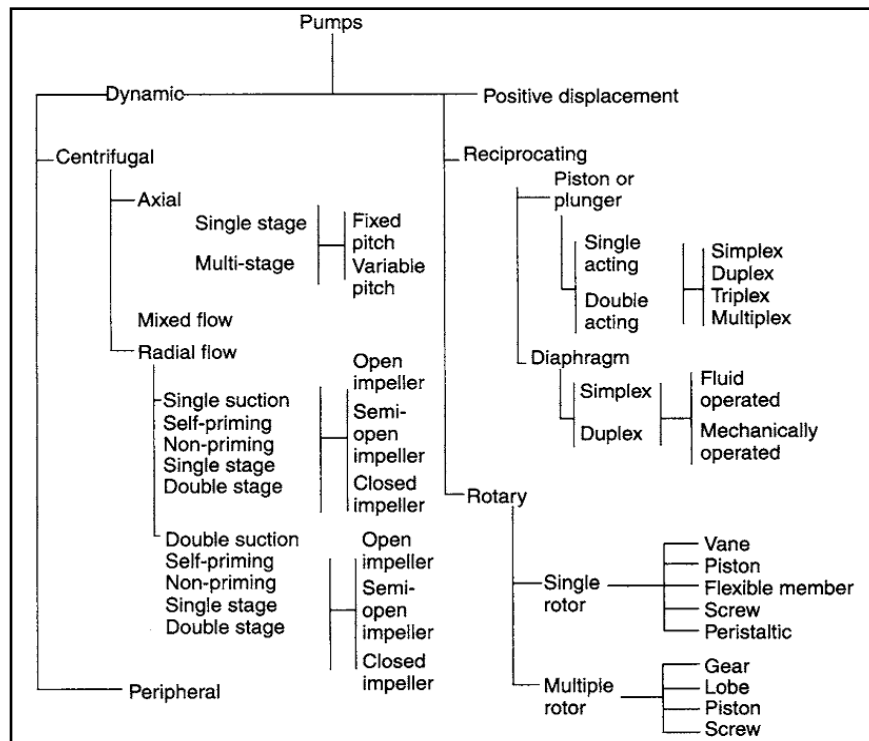 Pumps
Dynamic
Positive displacement
Centrifugal
Axial
Single stage
Multi-stage
Fixed
pitch
Variable
pitch
Mixed flow
Radial flow
Single suction
Self-priming
Non-priming
Single stage
Double stage
Open
impeller
Semi-
open
impeller
Closed
impeller
Double suction
Self-priming
Non-priming
Single stage
Double stage
Open
impeller
Semi-
open
impeller
Closed
impeller
Peripheral
Reciprocating
Piston or
plunger
Single
acting
Double
acting
Simplex
Duplex
Triplex
Multiplex
Diaphragm
Simplex
Duplex
Fluid
operated
Mechanically
operated
Rotary
Single
rotor
Vane
Piston
Flexible member
Screw
Peristaltic
Multiple
rotor
Gear
Lobe
Piston
Screw